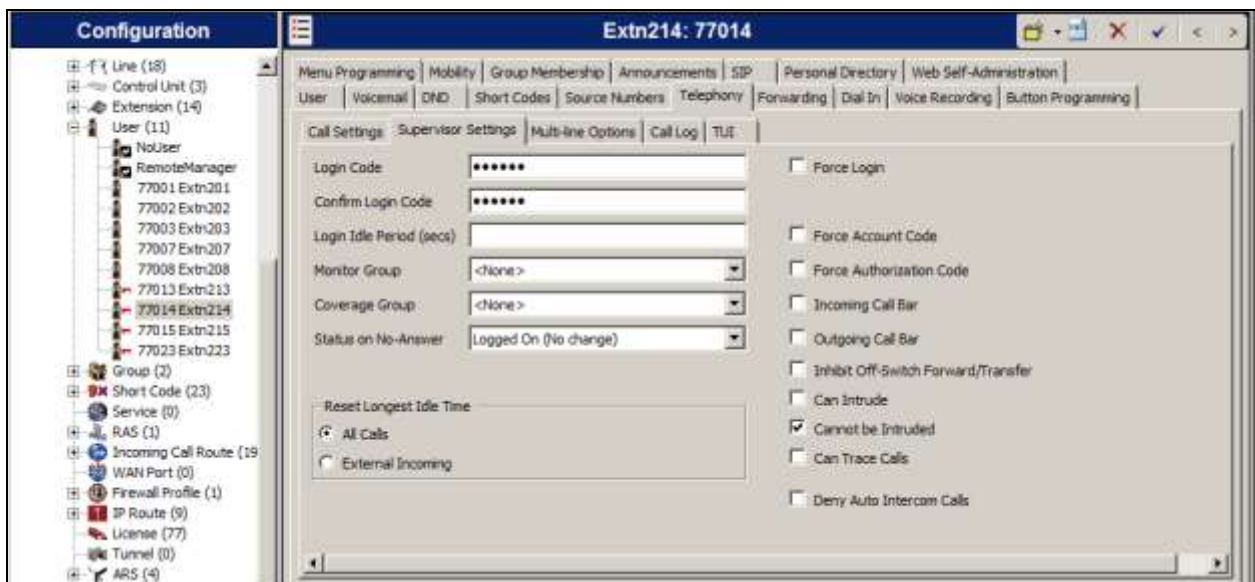 Configuration
Line (18)
Control Unit (3)
Extension (14)
User (11)
NoUser
RemoteManager
77001 Extn201
77002 Extn202
77003 Extn203
77007 Extn207
77008 Extn208
77013 Extn213
77014 Extn214
77015 Extn215
77023 Extn223
Group (2)
Short Code (23)
Service (0)
RAS (1)
Incoming Call Route (19
WAN Port (0)
Firewall Profile (1)
IP Route (9)
License (77)
Tunnel (0)
ARS (4)
Extn214: 77014
Menu Programming Mobility Group Membership Announcements SIP Personal Directory Web Self-Administration
User Voicemail DND Short Codes Source Numbers Telephony Forwarding Dial In Voice Recording Button Programming
Call Settings Supervisor Settings Multi-line Options Call Log TUI
Login Code ●●●●●● Force Login
Confirm Login Code ●●●●●●
Login Idle Period (secs) Force Account Code
Monitor Group <None> Force Authorization Code
Coverage Group <None> Incoming Call Bar
Status on No-Answer Logged On (No change) Outgoing Call Bar
Inhibit Off-Switch Forward/Transfer
Reset Longest Idle Time Can Intrude
All Calls Cannot be Intruded
External Incoming Can Trace Calls
Deny Auto Intercom Calls